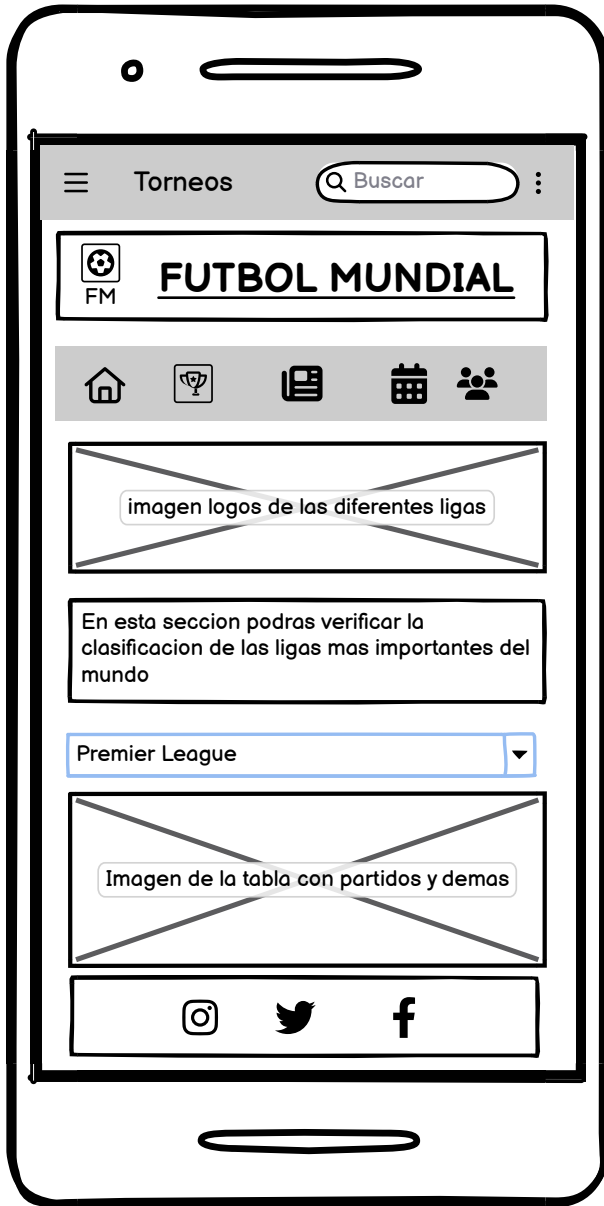 Torneos
Buscar
FM
FUTBOL MUNDIAL
imagen logos de las diferentes ligas
En esta seccion podras verificar la
clasificacion de las ligas mas importantes del
mundo
Premier League
Imagen de la tabla con partidos y demas